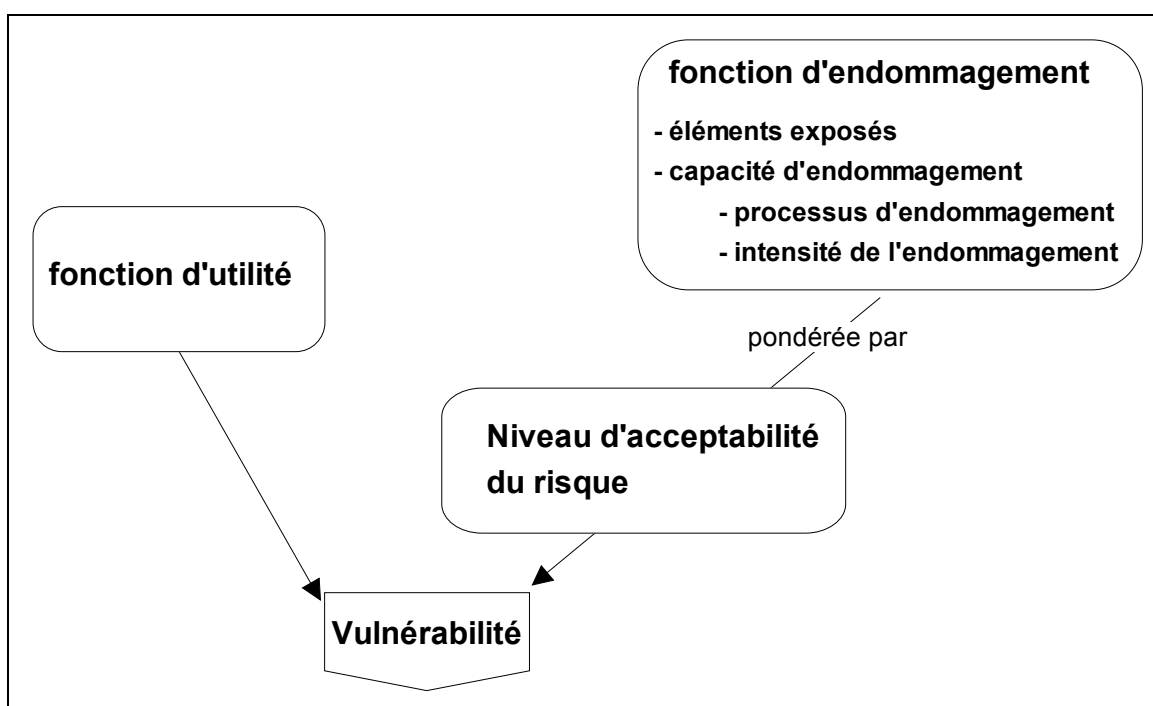 fonction d'endommagement
- éléments exposés
- capacité d'endommagement
- processus d'endommagement
- intensité de l'endommagement
fonction d'utilité
pondérée par
Niveau d'acceptabilité
du risque
Vulnérabilité